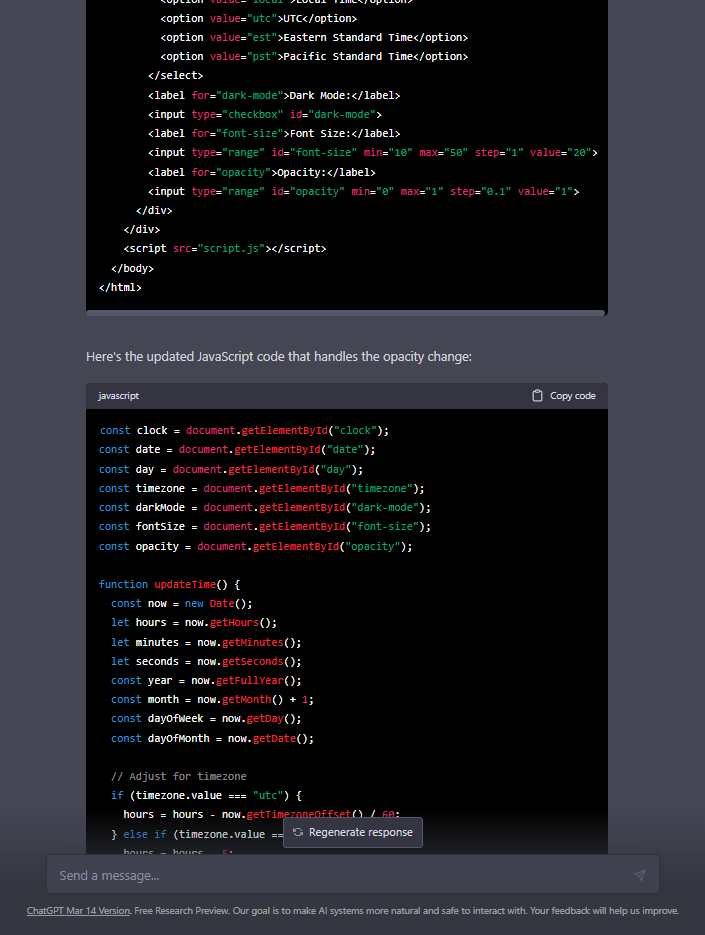 <option value="local">Local Time</option>
<option value="utc">UTC</option>
<option value="est">Eastern Standard Time</option>
<option value="pst">Pacific Standard Time</option>
</select>
<label for="dark-mode">Dark Mode:</label>
<input type="checkbox" id="dark-mode">
<label for="font-size">Font Size:</label>
<input type="range" id="font-size" min="10" max="50" step="1" value="20">
<label for="opacity">Opacity:</label>
<input type="range" id="opacity" min="0" max="1" step="0.1" value="1">
</div>
</div>
<script src="script.js"></script>
</body>
</html>
Here's the updated JavaScript code that handles the opacity change:
javascript
Copy code
const clock = document.getElementById("clock");
const date = document.getElementById("date");
const day = document.getElementById("day");
const timezone = document.getElementById("timezone");
const darkMode = document.getElementById("dark-mode");
const fontSize = document.getElementById("font-size");
const opacity = document.getElementById("opacity");
function updateTime() {
const now = new Date();
let hours = now.getHours();
let minutes = now.getMinutes();
let seconds = now.getSeconds();
const year = now.getFullYear();
const month = now.getMonth() + 1;
const dayOfWeek = now.getDay();
const dayOfMonth = now.getDate();
// Adjust for timezone
if (timezone.value === "utc") {
hours = hours - now.getTimezoneOffset() / 60;
} else if (timezone.value ==
hours = hours - 5;
Regenerate response
Send a message...
ChatGPT Mar 14 Version. Free Research Preview. Our goal is to make AI systems more natural and safe to interact with. Your feedback will help us improve.